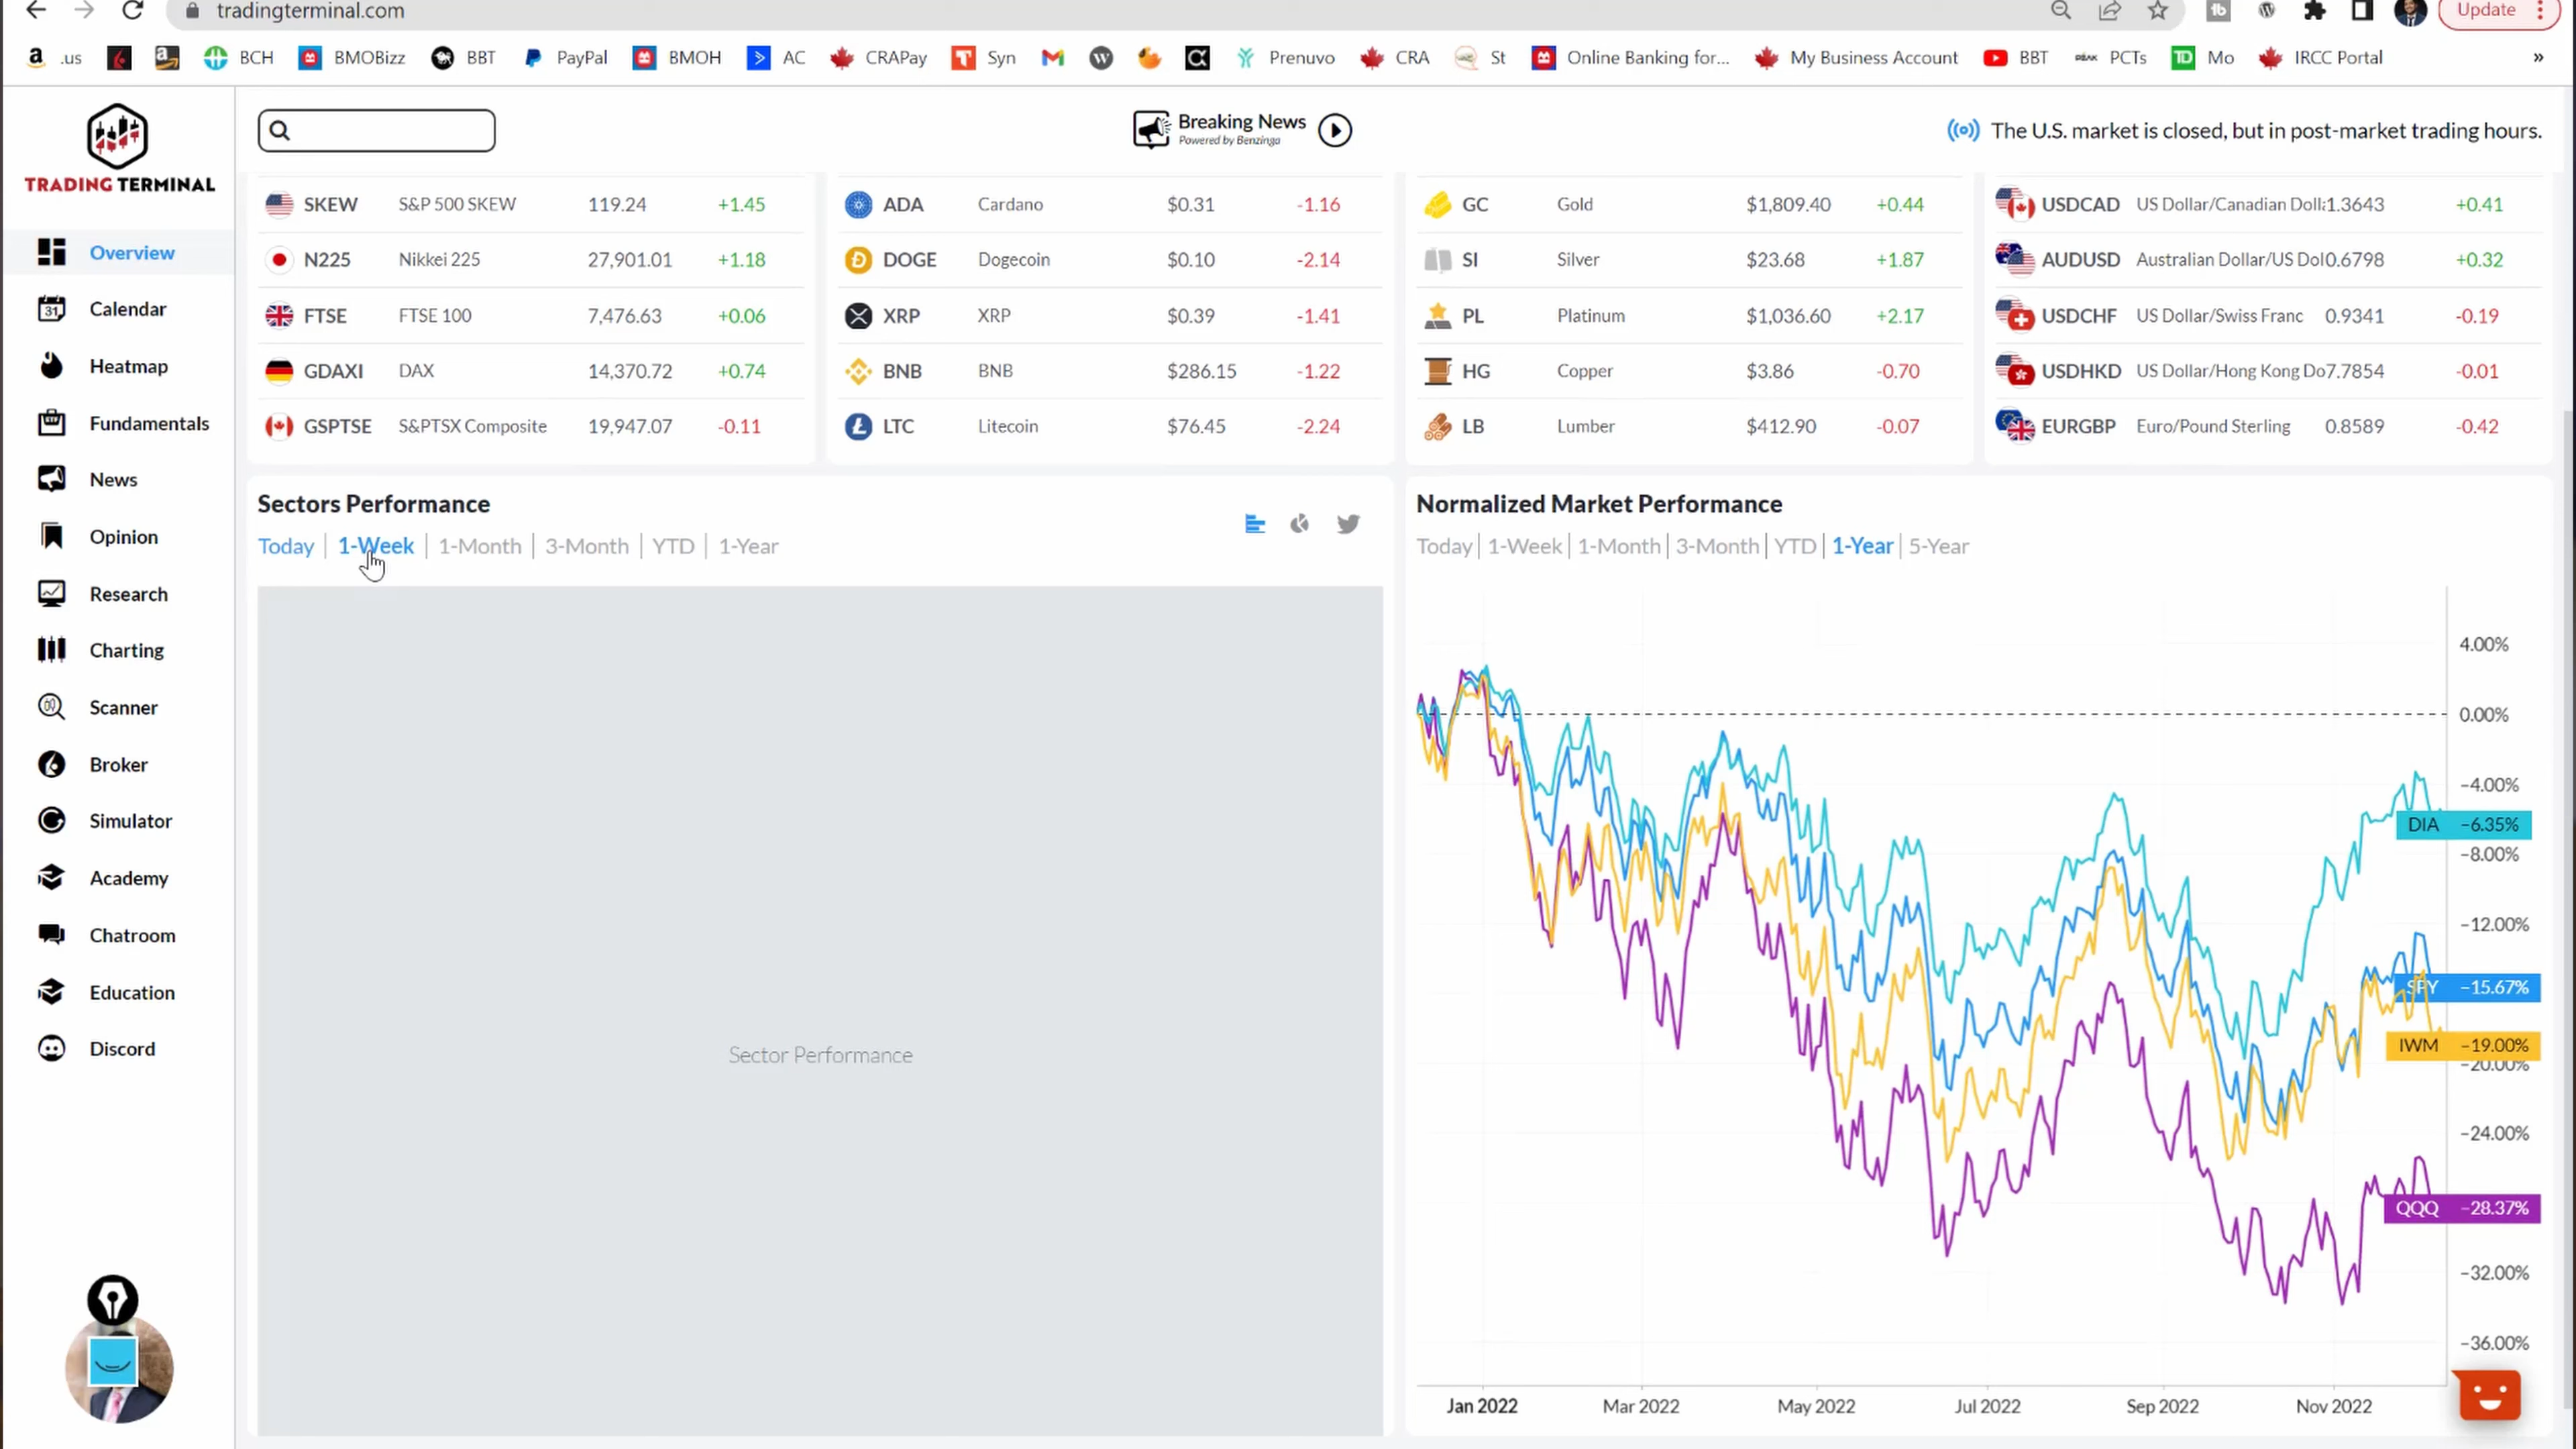 tradingterminal.com
Update
.us BCH BMOBizz BBT PayPal BMOH AC CRAPay Syn Prenuvo CRA St Online Banking for... My Business Account BBT PCTs Mo IRCC Portal »
TRADING TERMINAL
Breaking News
Powered by Benzinga
The U.S. market is closed, but in post-market trading hours.
Overview
Calendar
Heatmap
Fundamentals
News
Opinion
Research
Charting
Scanner
Broker
Simulator
Academy
Chatroom
Education
Discord
SKEW S&P 500 SKEW 119.24 +1.45
N225 Nikkei 225 27,901.01 +1.18
FTSE FTSE 100 7,476.63 +0.06
GDAXI DAX 14,370.72 +0.74
GSPTSE S&PTSX Composite 19,947.07 -0.11
ADA Cardano $0.31 -1.16
DOGE Dogecoin $0.10 -2.14
XRP XRP $0.39 -1.41
BNB BNB $286.15 -1.22
LTC Litecoin $76.45 -2.24
GC Gold $1,809.40 +0.44
SI Silver $23.68 +1.87
PL Platinum $1,036.60 +2.17
HG Copper $3.86 -0.70
LB Lumber $412.90 -0.07
USDCAD US Dollar/Canadian Doll 1.3643 +0.41
AUDUSD Australian Dollar/US Dol 0.6798 +0.32
USDCHF US Dollar/Swiss Franc 0.9341 -0.19
USDHKD US Dollar/Hong Kong Do 7.7854 -0.01
EURGBP Euro/Pound Sterling 0.8589 -0.42
Sectors Performance
Today | 1-Week | 1-Month | 3-Month | YTD | 1-Year
Sector Performance
Normalized Market Performance
Today | 1-Week | 1-Month | 3-Month | YTD | 1-Year | 5-Year
4.00%
0.00%
−4.00%
DIA −6.35%
−8.00%
−12.00%
SPY −15.67%
IWM −19.00%
−20.00%
−24.00%
QQQ −28.37%
−32.00%
−36.00%
Jan 2022 Mar 2022 May 2022 Jul 2022 Sep 2022 Nov 2022